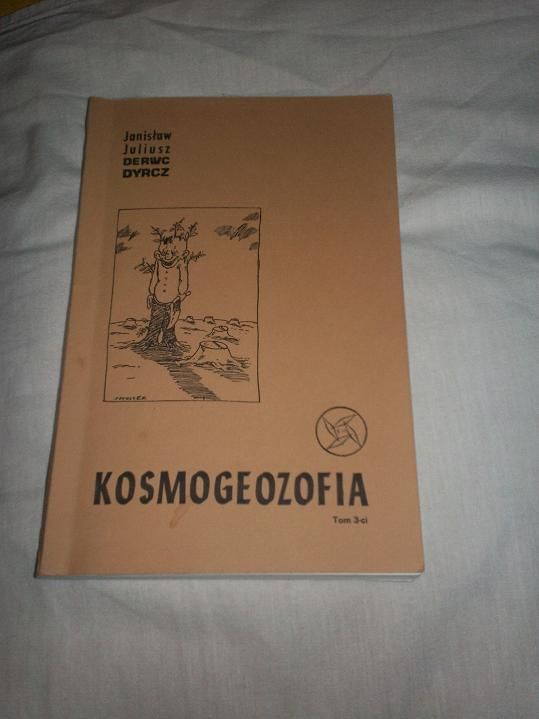 Janisław
Juliusz
DERWC
DYRCZ
KOSMOGEOZOFIA
Tom 3-ci